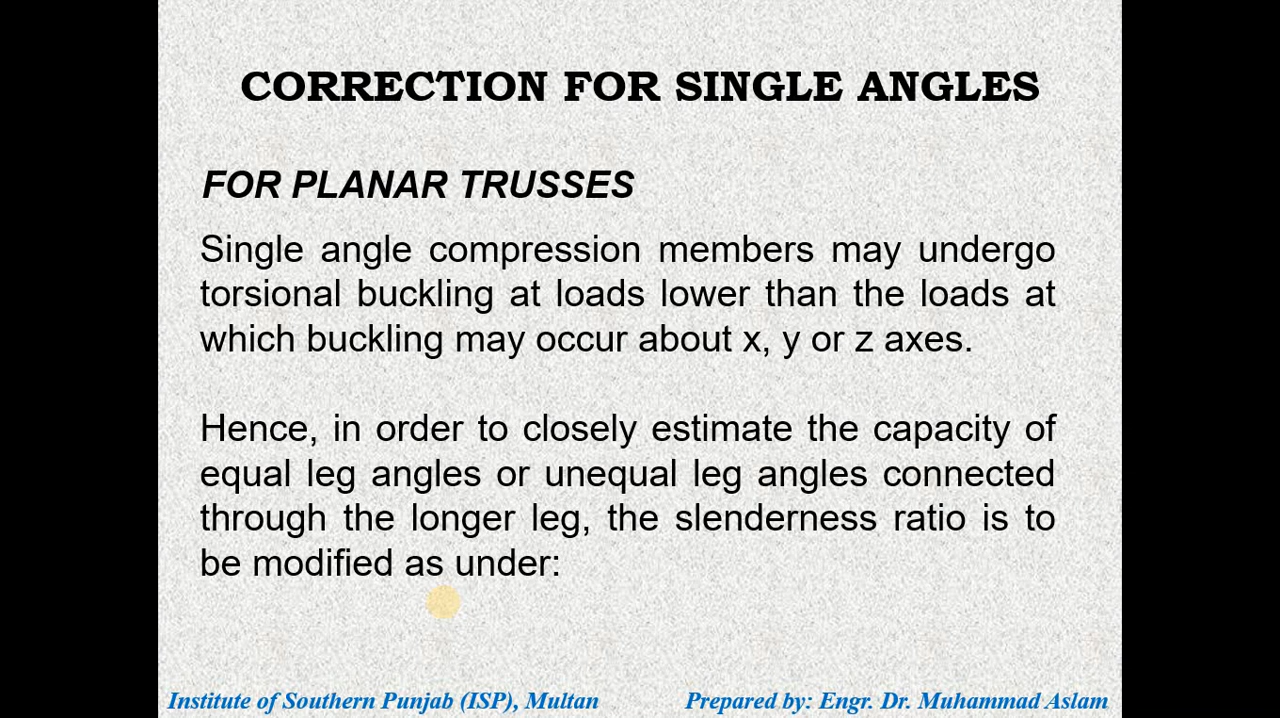 CORRECTION FOR SINGLE ANGLES
FOR PLANAR TRUSSES
Single angle compression members may undergo
torsional buckling at loads lower than the loads at
which buckling may occur about x, y or z axes.
Hence, in order to closely estimate the capacity of
equal leg angles or unequal leg angles connected
through the longer leg, the slenderness ratio is to
be modified as under:
Institute of Southern Punjab (ISP), Multan
Prepared by: Engr. Dr. Muhammad Aslam